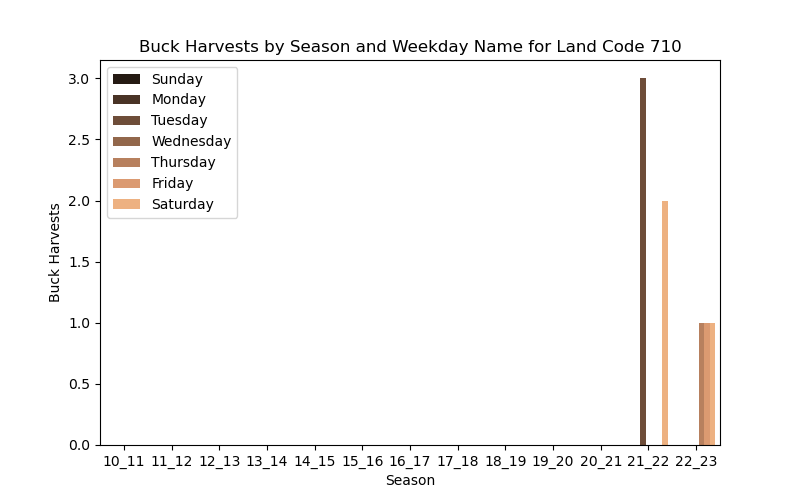 Buck Harvests by Season and Weekday Name for Land Code 710
Sunday
Monday
Tuesday
Wednesday
Thursday
Friday
Saturday
3.0
2.5
2.0
1.5
1.0
0.5
0.0
Buck Harvests
10_11 11_12 12_13 13_14 14_15 15_16 16_17 17_18 18_19 19_20 20_21 21_22 22_23
Season